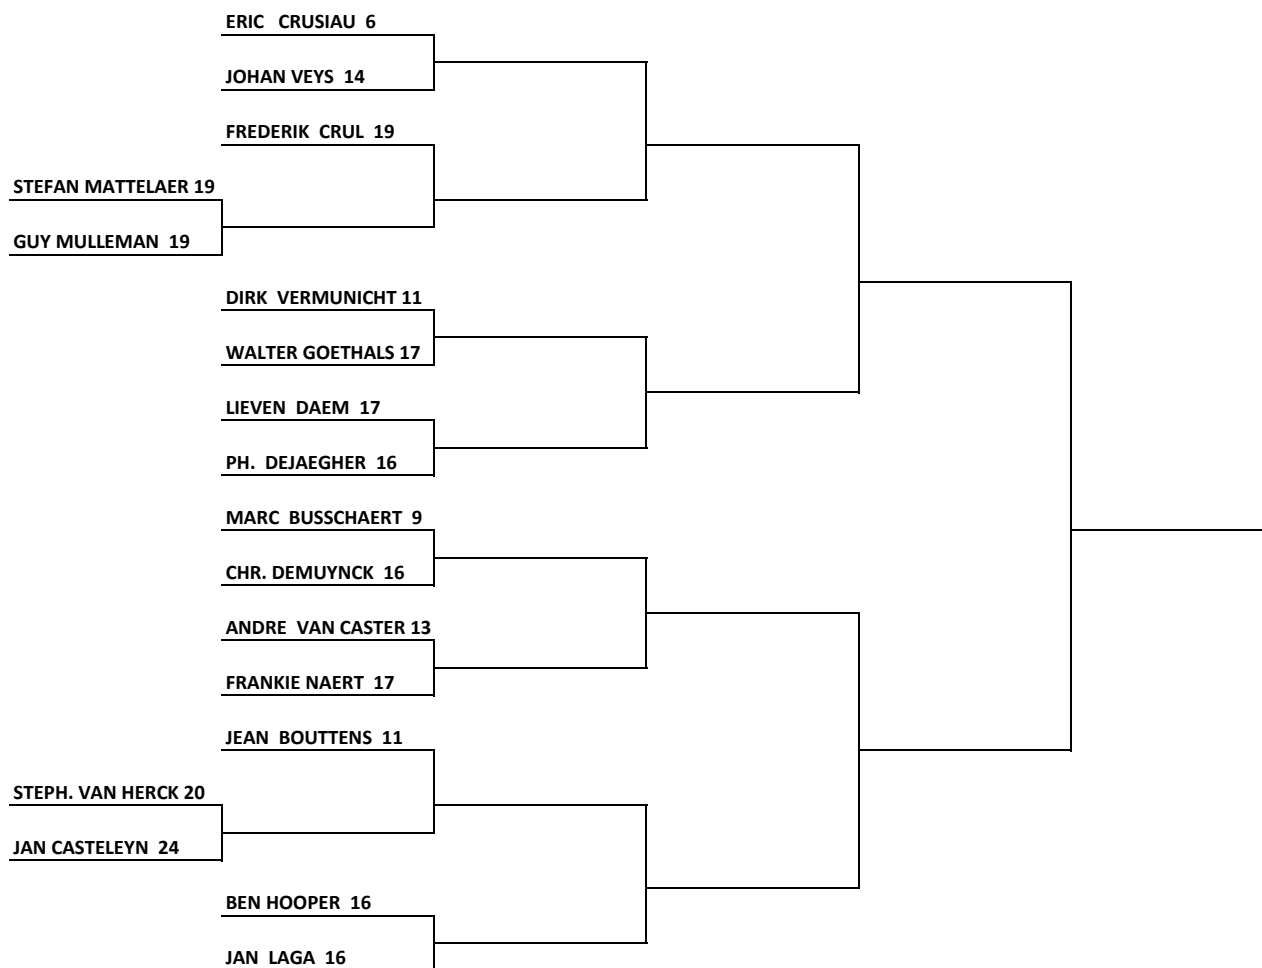 ERIC CRUSIAU 6
JOHAN VEYS 14
FREDERIK CRUL 19
STEFAN MATTELAER 19
GUY MULLEMAN 19
DIRK VERMUNICHT 11
WALTER GOETHALS 17
LIEVEN DAEM 17
PH. DEJAEGHER 16
MARC BUSSCHAERT 9
CHR. DEMUYNCK 16
ANDRE VAN CASTER 13
FRANKIE NAERT 17
JEAN BOUTTENS 11
STEPH. VAN HERCK 20
JAN CASTELEYN 24
BEN HOOPER 16
JAN LAGA 16